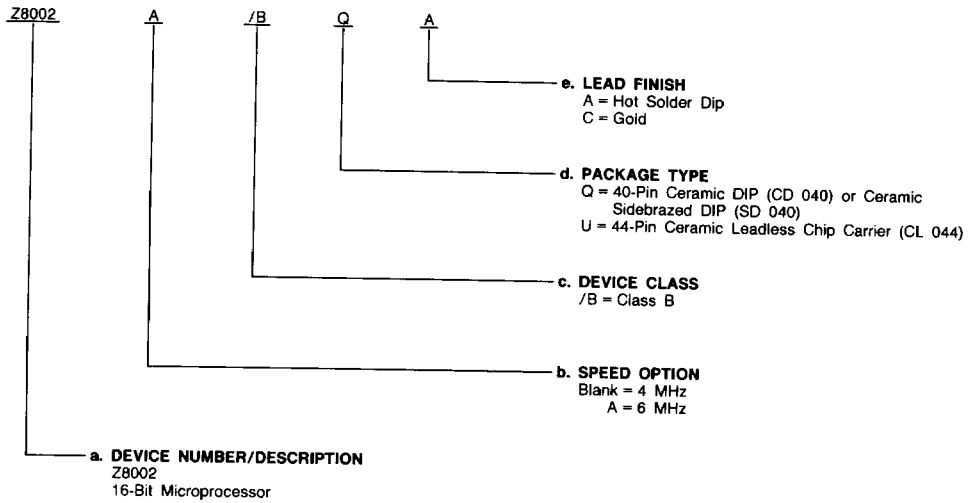 Z8002 A /B Q A
e. LEAD FINISH
A = Hot Solder Dip
C = Gold
d. PACKAGE TYPE
Q = 40-Pin Ceramic DIP (CD 040) or Ceramic
Sidebrazed DIP (SD 040)
U = 44-Pin Ceramic Leadless Chip Carrier (CL 044)
c. DEVICE CLASS
/B = Class B
b. SPEED OPTION
Blank = 4 MHz
A = 6 MHz
a. DEVICE NUMBER/DESCRIPTION
Z8002
16-Bit Microprocessor